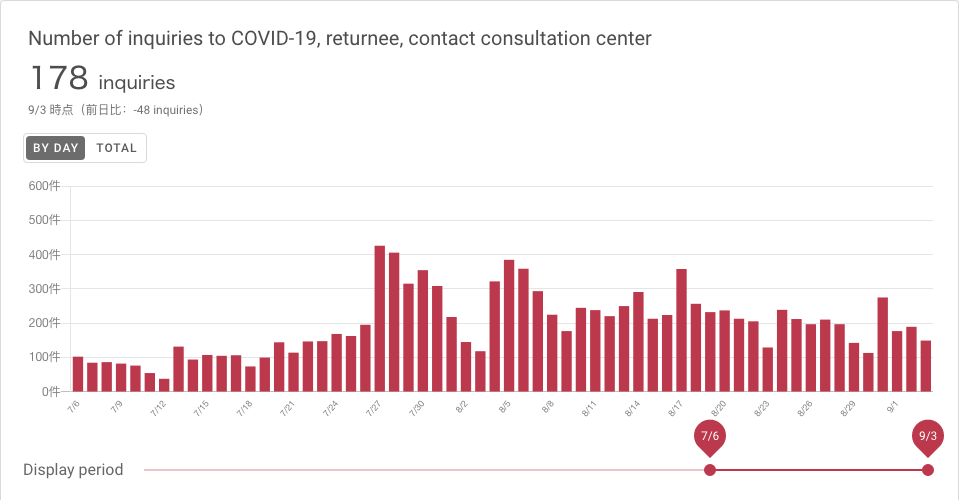 Number of inquiries to COVID-19, returnee, contact consultation center
178 inquiries
9/3 時点（前日比：-48 inquiries）
BY DAY TOTAL
600件
500件
400件
300件
200件
100件
0件
7/6 7/9 7/12 7/15 7/18 7/21 7/24 7/27 7/30 8/2 8/5 8/8 8/11 8/14 8/17 8/20 8/23 8/26 8/29 9/1
7/6 9/3
Display period